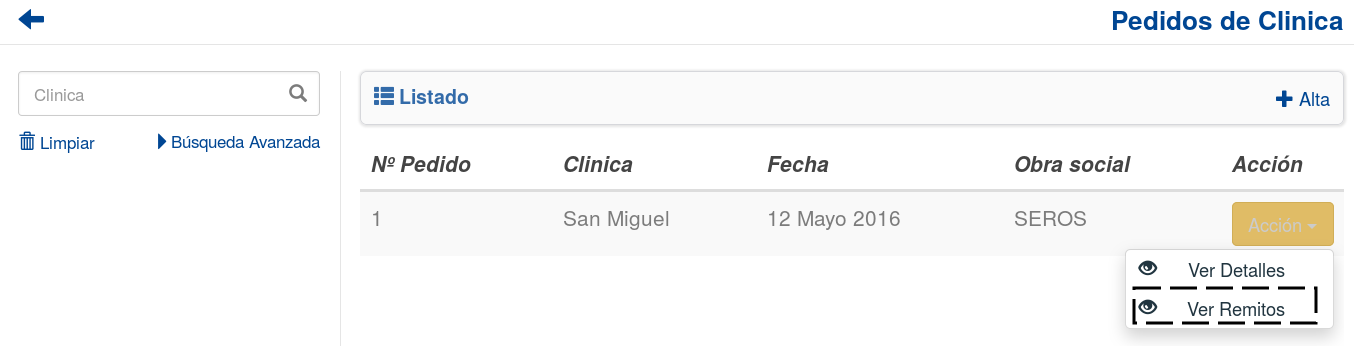 Pedidos de Clinica
Clinica
Limpiar
Búsqueda Avanzada
Listado
Alta
Nº Pedido Clinica Fecha Obra social Acción
1 San Miguel 12 Mayo 2016 SEROS Acción
Ver Detalles
Ver Remitos